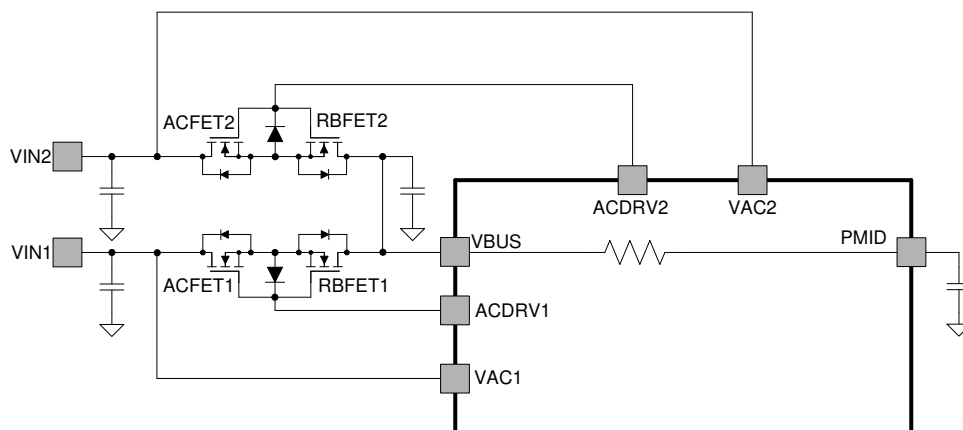 ACFET2
RBFET2
VIN2
ACDRV2
VAC2
VIN1
VBUS
PMID
ACFET1
RBFET1
ACDRV1
VAC1